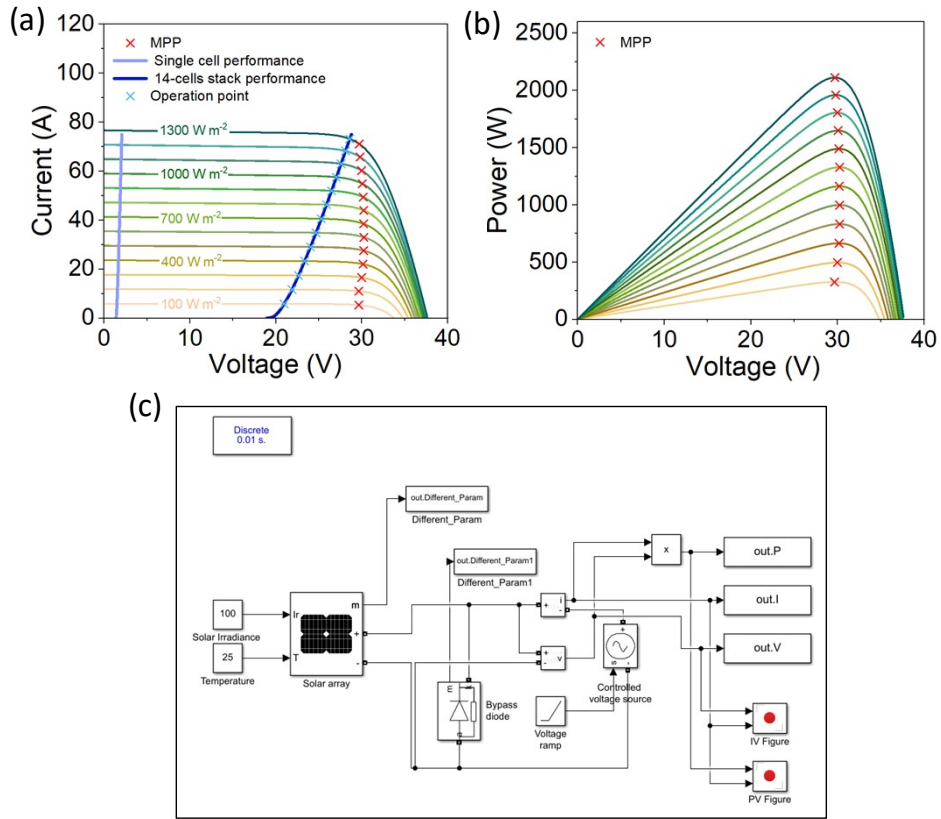 (a)
120
100
80
60
40
20
0
Current (A)
MPP
Single cell performance
14-cells stack performance
Operation point
1300 W m⁻²
1000 W m⁻²
700 W m⁻²
400 W m⁻²
100 W m⁻²
0 10 20 30 40
Voltage (V)
(b)
2500
2000
1500
1000
500
0
Power (W)
MPP
0 10 20 30 40
Voltage (V)
(c)
Discrete
0.01 s.
out.Different_Param
Different_Param
out.Different_Param1
Different_Param1
x
out.P
out.I
out.V
100
Solar Irradiance
25
Temperature
Ir
T
m
+
-
Solar array
m
Bypass
diode
+
-
i
+
-
v
Voltage
ramp
+
s
-
Controlled
voltage source
IV Figure
PV Figure